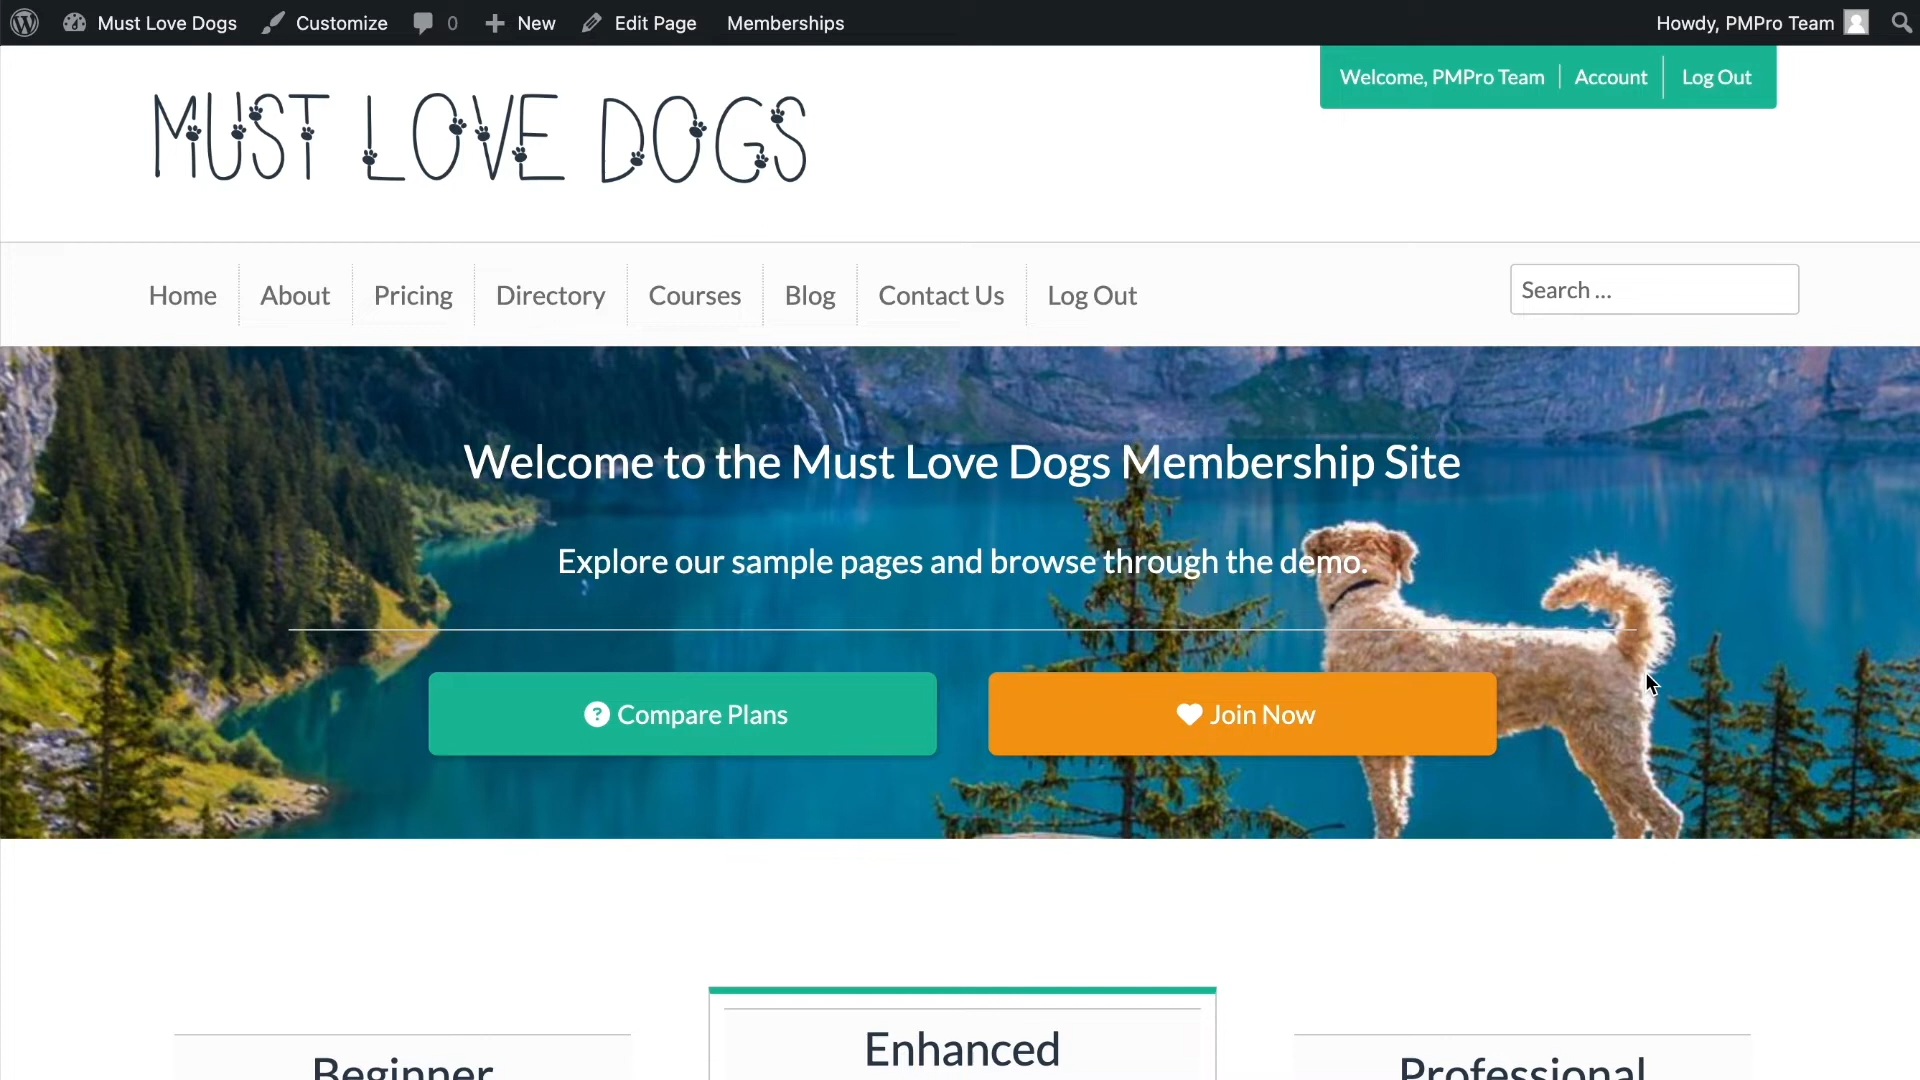 Must Love Dogs Customize 0 New Edit Page Memberships Howdy, PMPro Team
Welcome, PMPro Team Account Log Out
MUST LOVE DOGS
Home About Pricing Directory Courses Blog Contact Us Log Out Search ...
Welcome to the Must Love Dogs Membership Site
Explore our sample pages and browse through the demo.
? Compare Plans Join Now
Beginner Enhanced Professional